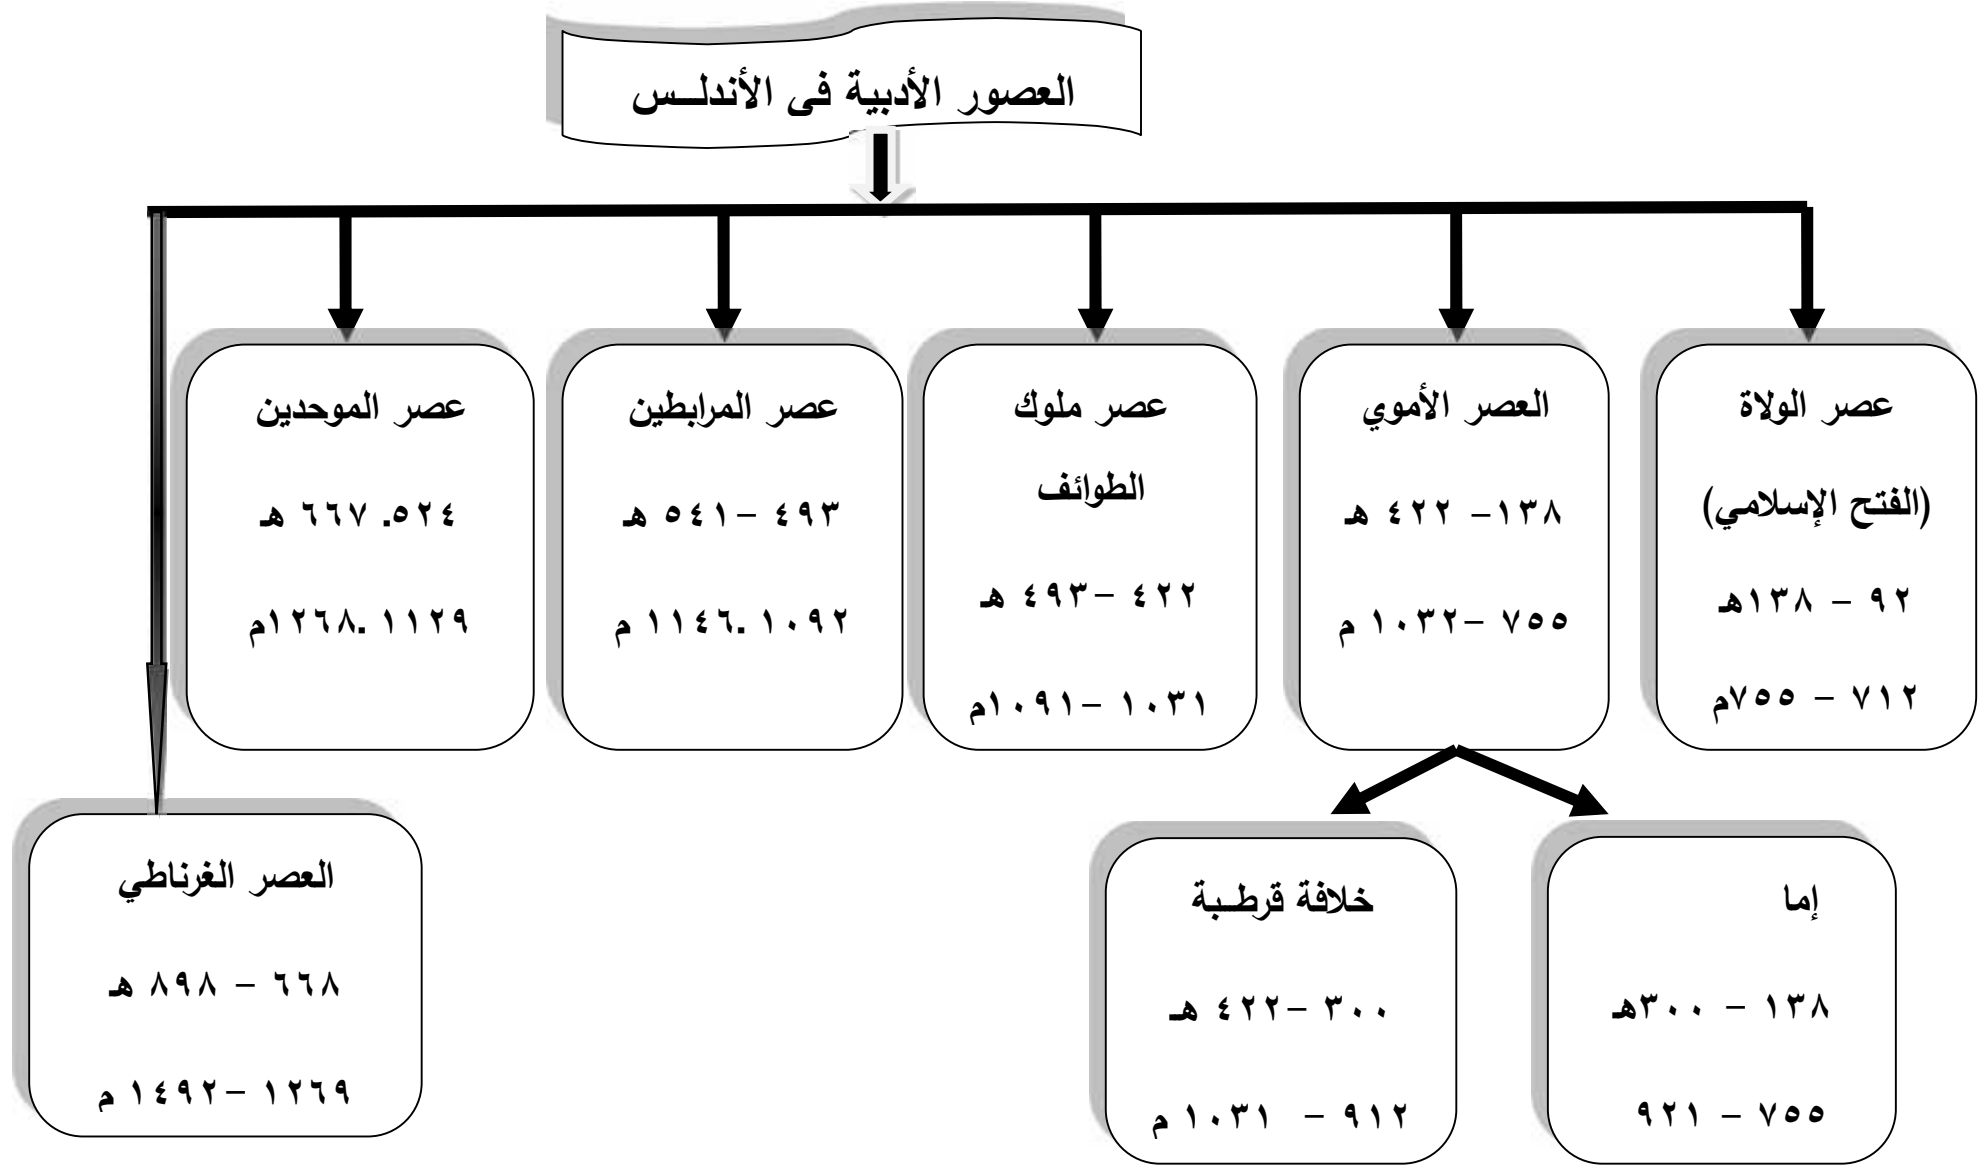 العصور الأدبية فى الأندلــس
عصر الولاة
(الفتح الإسلامي)
٩٢ – ١٣٨هـ
٧١٢ – ٧٥٥م
العصر الأموي
١٣٨– ٤٢٢ هـ
٧٥٥ –١٠٣٢ م
عصر ملوك
الطوائف
٤٢٢ –٤٩٣ هـ
١٠٣١ –١٠٩١م
عصر المرابطين
٤٩٣ –٥٤١ هـ
١٠٩٢ .١١٤٦ م
عصر الموحدين
٥٢٤. ٦٦٧ هـ
١١٢٩ .١٢٦٨م
إما
١٣٨ – ٣٠٠هـ
٧٥٥ – ٩٢١
خلافة قرطــبة
٣٠٠ –٤٢٢ هـ
٩١٢ – ١٠٣١ م
العصر الغرناطي
٦٦٨ – ٨٩٨ هـ
١٢٦٩ –١٤٩٢ م